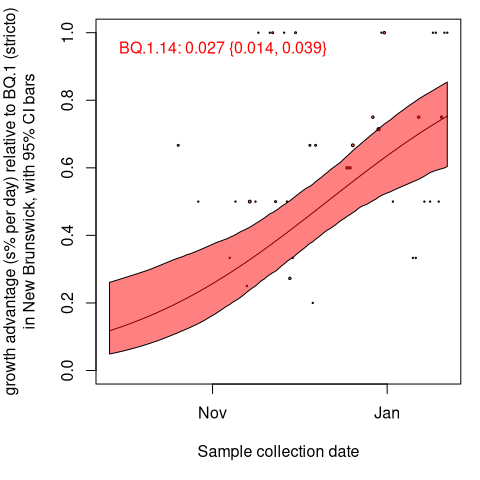 growth advantage (s% per day) relative to BQ.1 (stricto)
in New Brunswick, with 95% CI bars
BQ.1.14: 0.027 {0.014, 0.039}
1.0
0.8
0.6
0.4
0.2
0.0
Nov Jan
Sample collection date